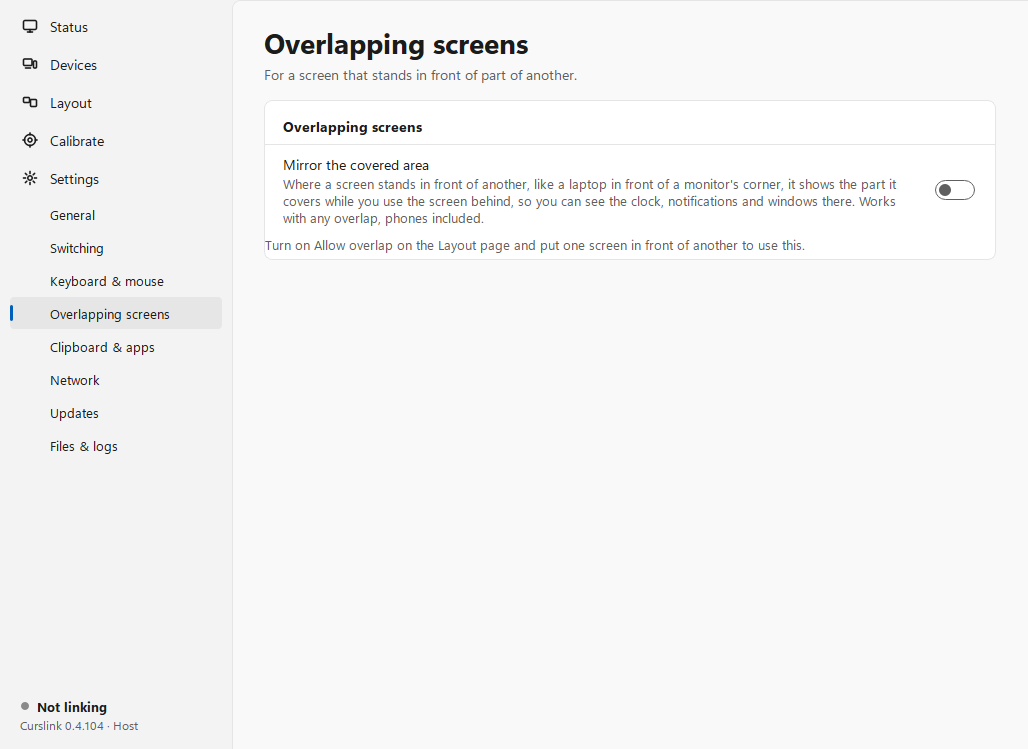 Status
Devices
Layout
Calibrate
Settings
General
Switching
Keyboard & mouse
Overlapping screens
Clipboard & apps
Network
Updates
Files & logs
Not linking
Curslink 0.4.104 · Host
Overlapping screens
For a screen that stands in front of part of another.
Overlapping screens
Mirror the covered area
Where a screen stands in front of another, like a laptop in front of a monitor's corner, it shows the part it
covers while you use the screen behind, so you can see the clock, notifications and windows there. Works
with any overlap, phones included.
Turn on Allow overlap on the Layout page and put one screen in front of another to use this.